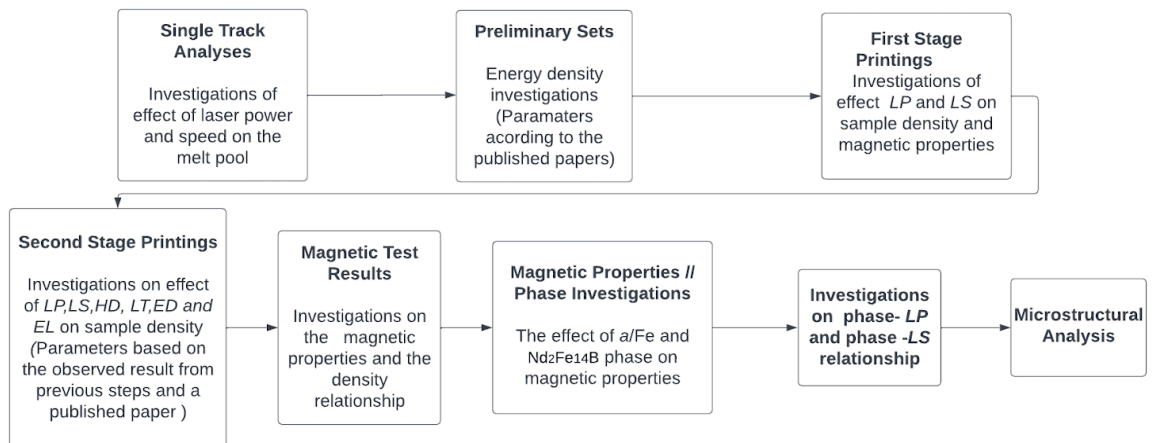 Single Track
Analyses
Investigations of
effect of laser power
and speed on the
melt pool
Preliminary Sets
Energy density
investigations
(Paramaters
acording to the
published papers)
First Stage
Printings
Investigations of
effect LP and LS on
sample density and
magnetic properties
Second Stage Printings
Investigations on effect
of LP,LS,HD, LT,ED and
EL on sample density
(Parameters based on
the observed result from
previous steps and a
published paper )
Magnetic Test
Results
Investigations on
the magnetic
properties and the
density
relationship
Magnetic Properties //
Phase Investigations
The effect of a/Fe and
Nd2Fe14B phase on
magnetic properties
Investigations
on phase- LP
and phase -LS
relationship
Microstructural
Analysis